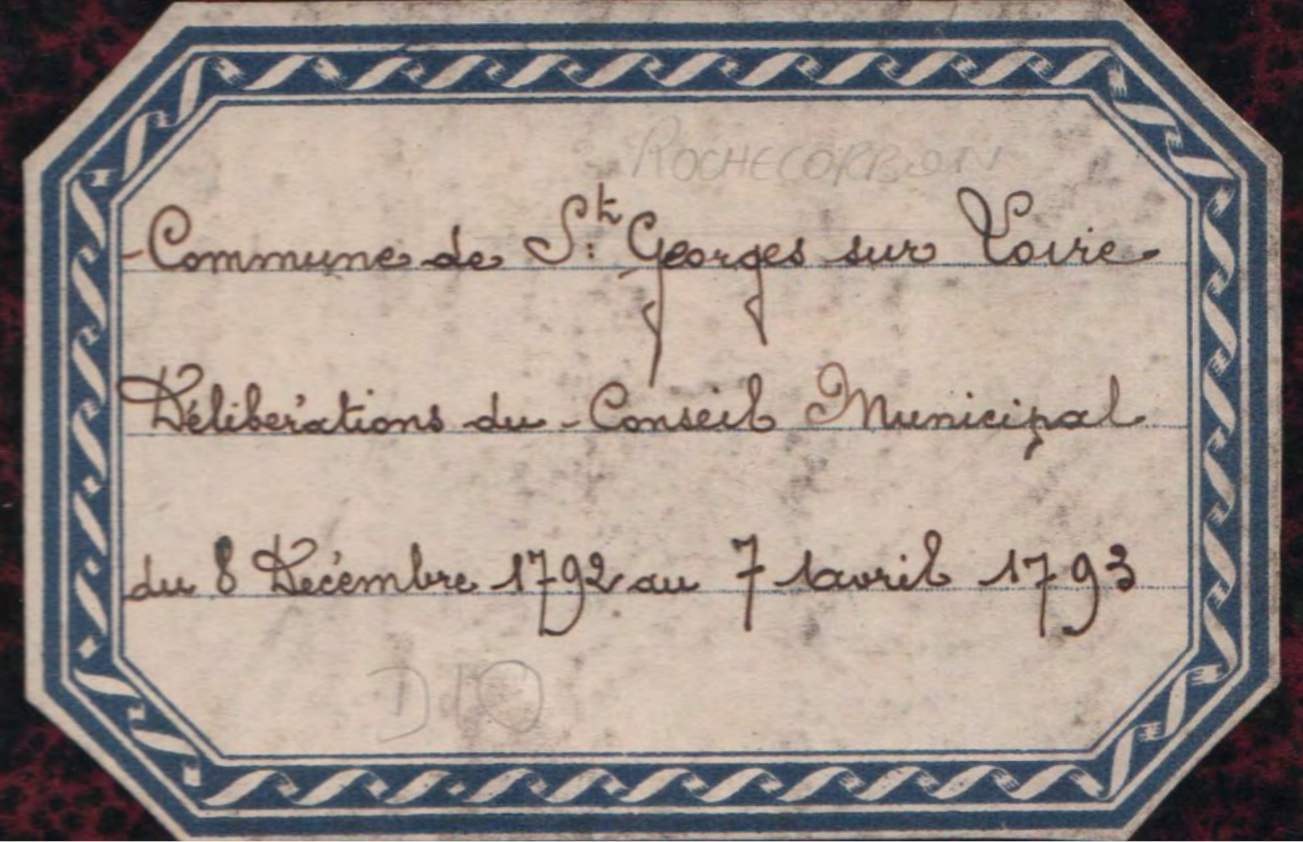 ROCHECORBON
Commune de St: Georges sur Loire
Délibérations du Conseil Municipal
du 8 Décembre 1792 au 7 Avril 1793